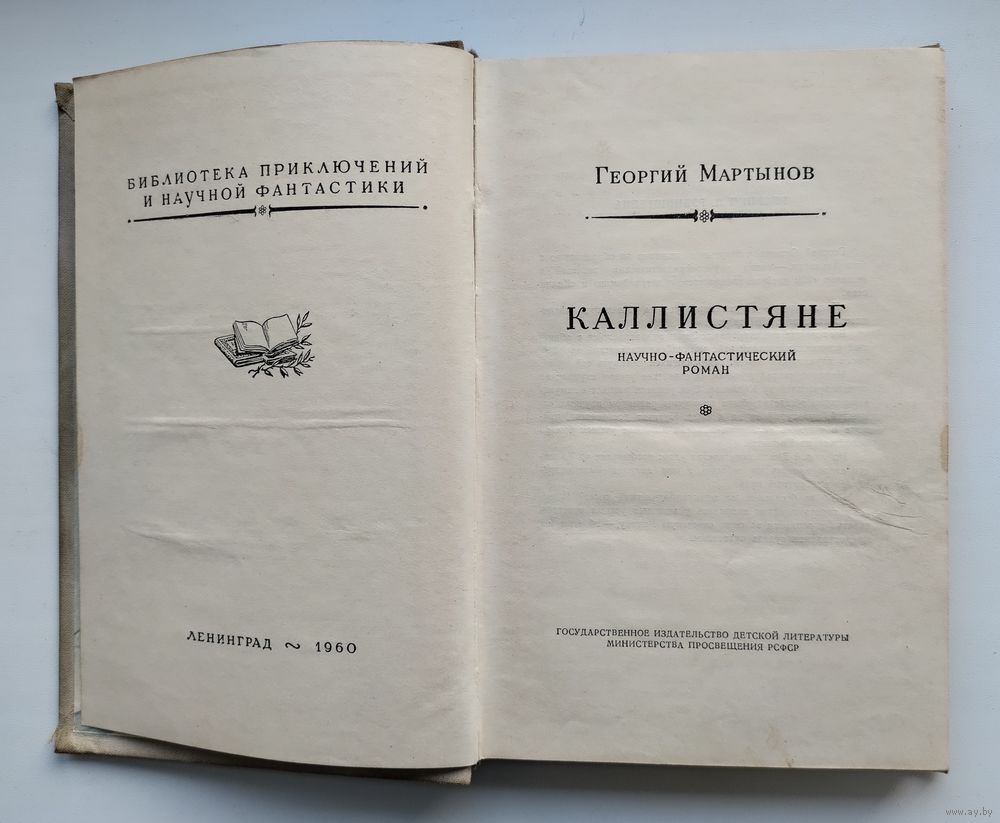 БИБЛИОТЕКА ПРИКЛЮЧЕНИЙ
И НАУЧНОЙ ФАНТАСТИКИ
ЛЕНИНГРАД ~ 1960
ГЕОРГИЙ МАРТЫНОВ
КАЛЛИСТЯНЕ
НАУЧНО-ФАНТАСТИЧЕСКИЙ
РОМАН
ГОСУДАРСТВЕННОЕ ИЗДАТЕЛЬСТВО ДЕТСКОЙ ЛИТЕРАТУРЫ
МИНИСТЕРСТВА ПРОСВЕЩЕНИЯ РСФСР
www.ay.by